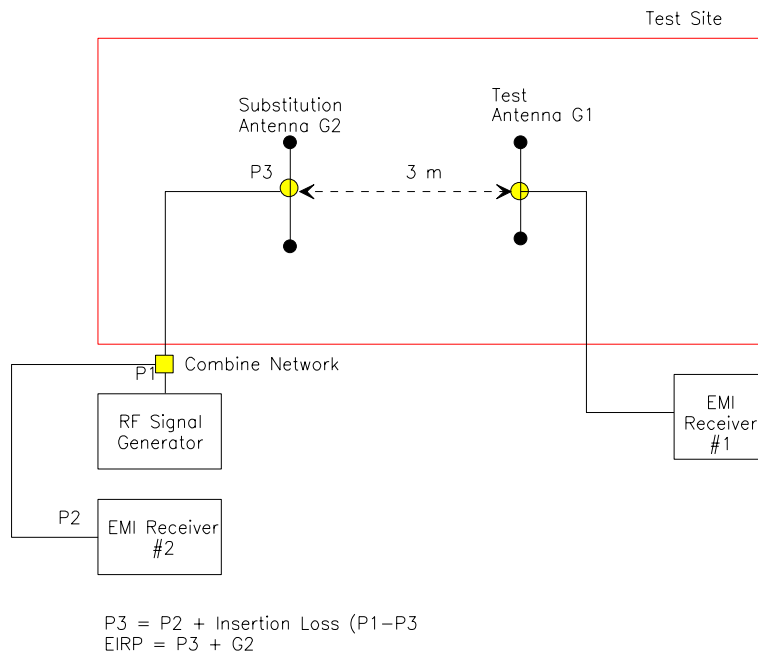 Test Site
Substitution
Antenna G2
Test
Antenna G1
P3
3 m
P1
Combine Network
RF Signal
Generator
EMI
Receiver
#1
P2
EMI Receiver
#2
P3 = P2 + Insertion Loss (P1-P3
EIRP = P3 + G2